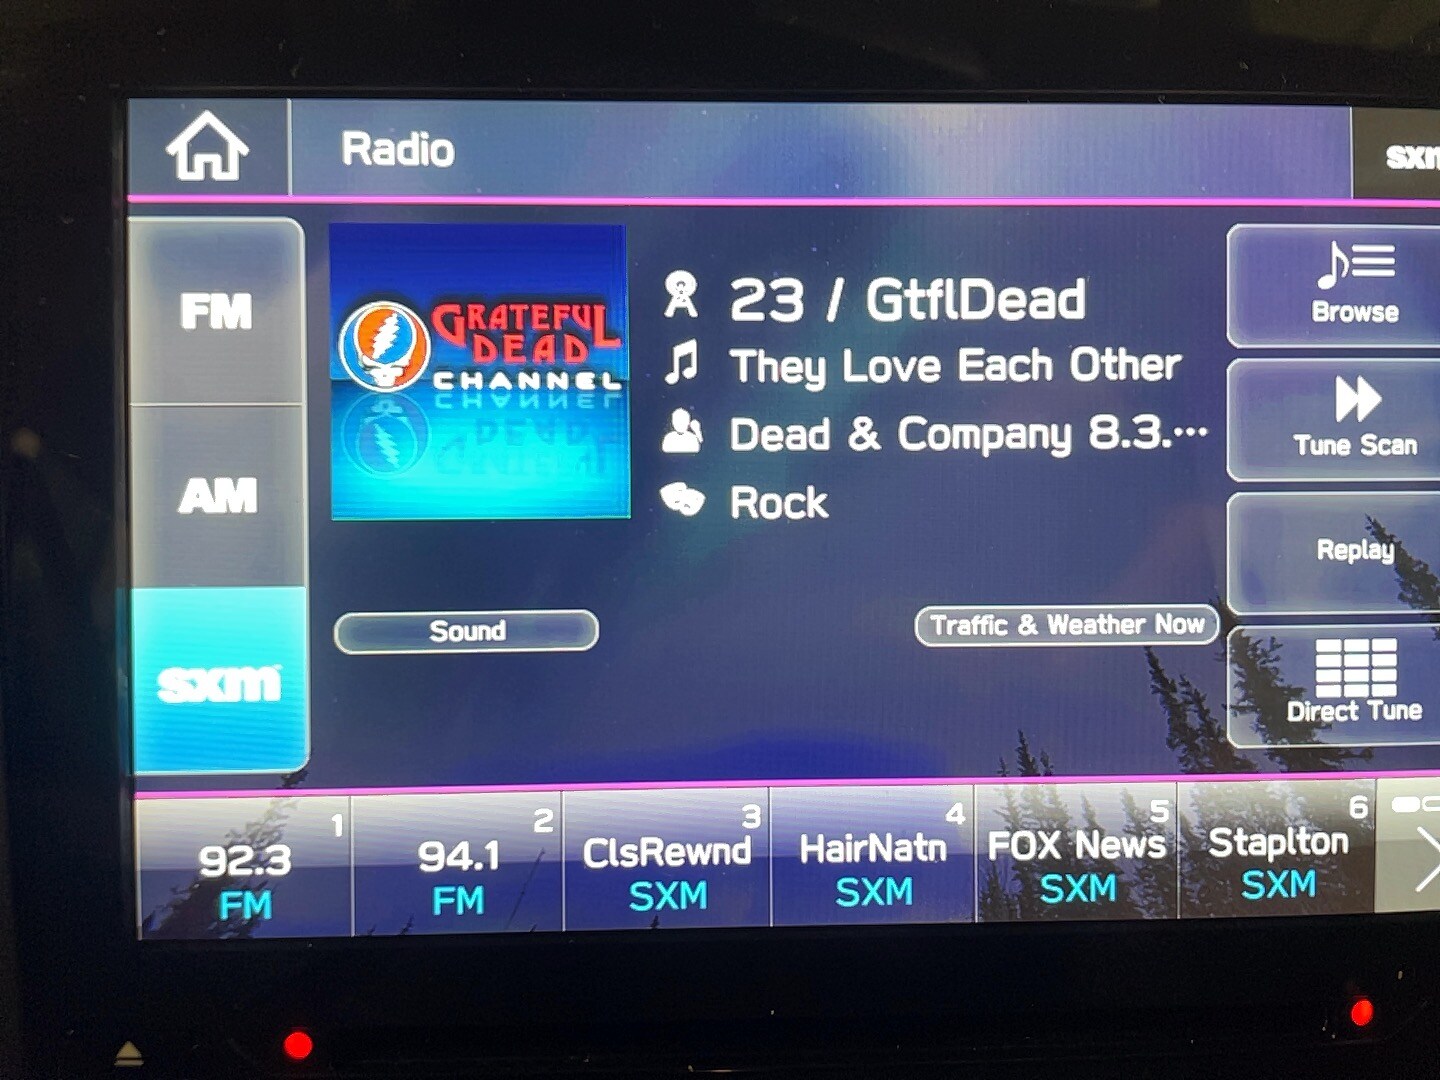 Radio
sxm
FM
AM
sxm
GRATEFUL
DEAD
CHANNEL
23 / GtflDead
They Love Each Other
Dead & Company 8.3.…
Rock
Sound
Traffic & Weather Now
Browse
Tune Scan
Replay
Direct Tune
1
92.3
FM
2
94.1
FM
3
ClsRewnd
SXM
4
HairNatn
SXM
5
FOX News
SXM
6
Staplton
SXM